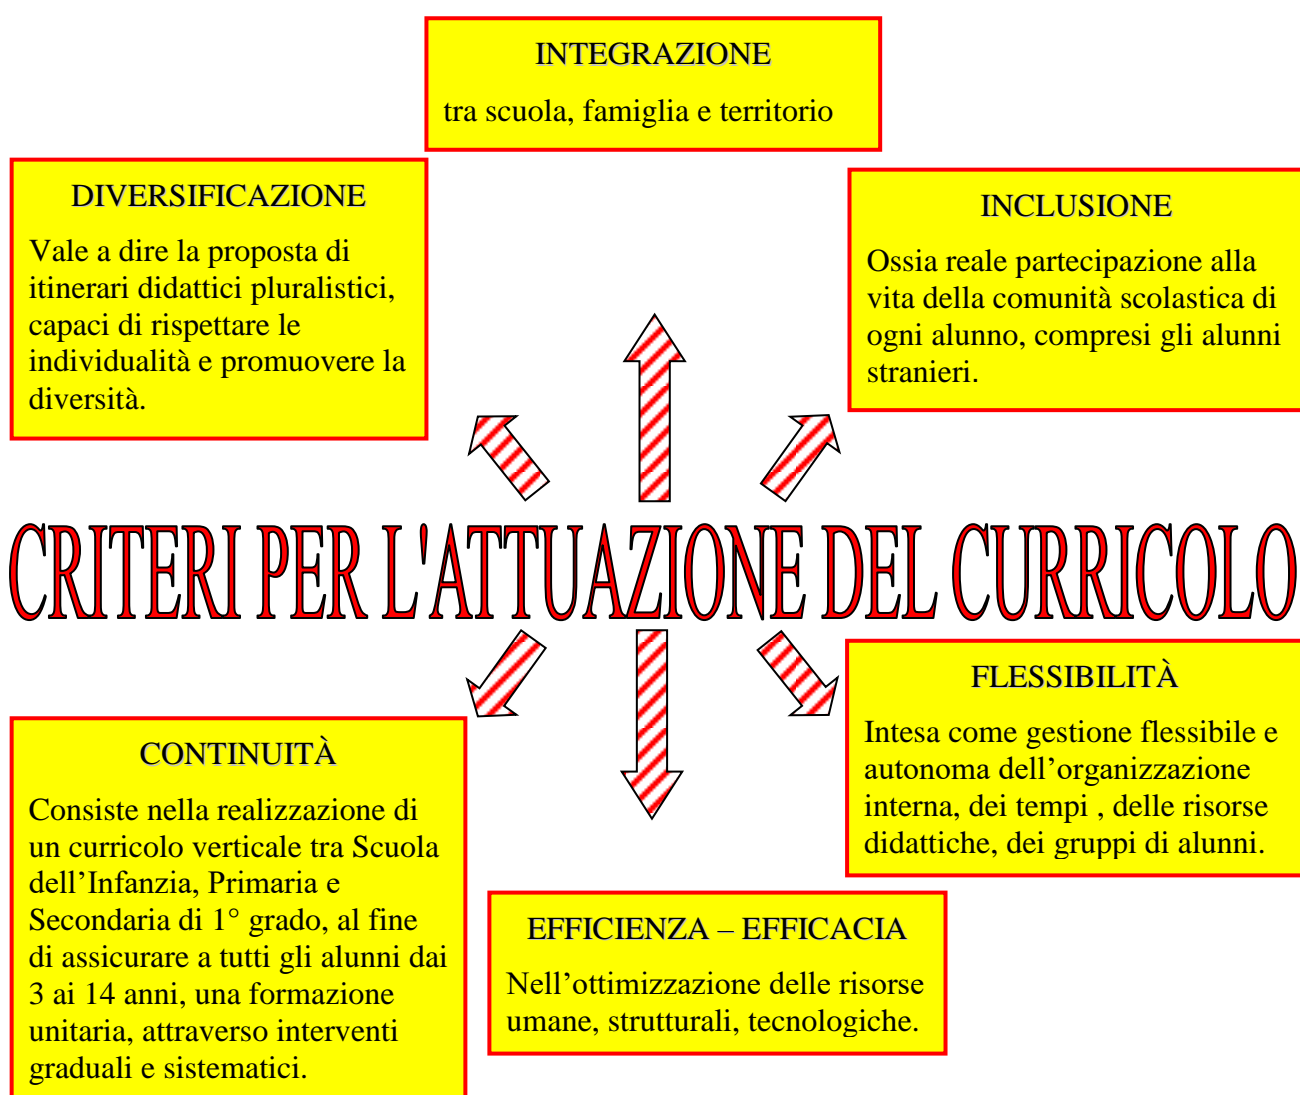 INTEGRAZIONE
tra scuola, famiglia e territorio
DIVERSIFICAZIONE
Vale a dire la proposta di
itinerari didattici pluralistici,
capaci di rispettare le
individualità e promuovere la
diversità.
INCLUSIONE
Ossia reale partecipazione alla
vita della comunità scolastica di
ogni alunno, compresi gli alunni
stranieri.
CRITERI PER L'ATTUAZIONE DEL CURRICOLO
CONTINUITÀ
Consiste nella realizzazione di
un curricolo verticale tra Scuola
dell’Infanzia, Primaria e
Secondaria di 1° grado, al fine
di assicurare a tutti gli alunni dai
3 ai 14 anni, una formazione
unitaria, attraverso interventi
graduali e sistematici.
EFFICIENZA – EFFICACIA
Nell’ottimizzazione delle risorse
umane, strutturali, tecnologiche.
FLESSIBILITÀ
Intesa come gestione flessibile e
autonoma dell’organizzazione
interna, dei tempi , delle risorse
didattiche, dei gruppi di alunni.